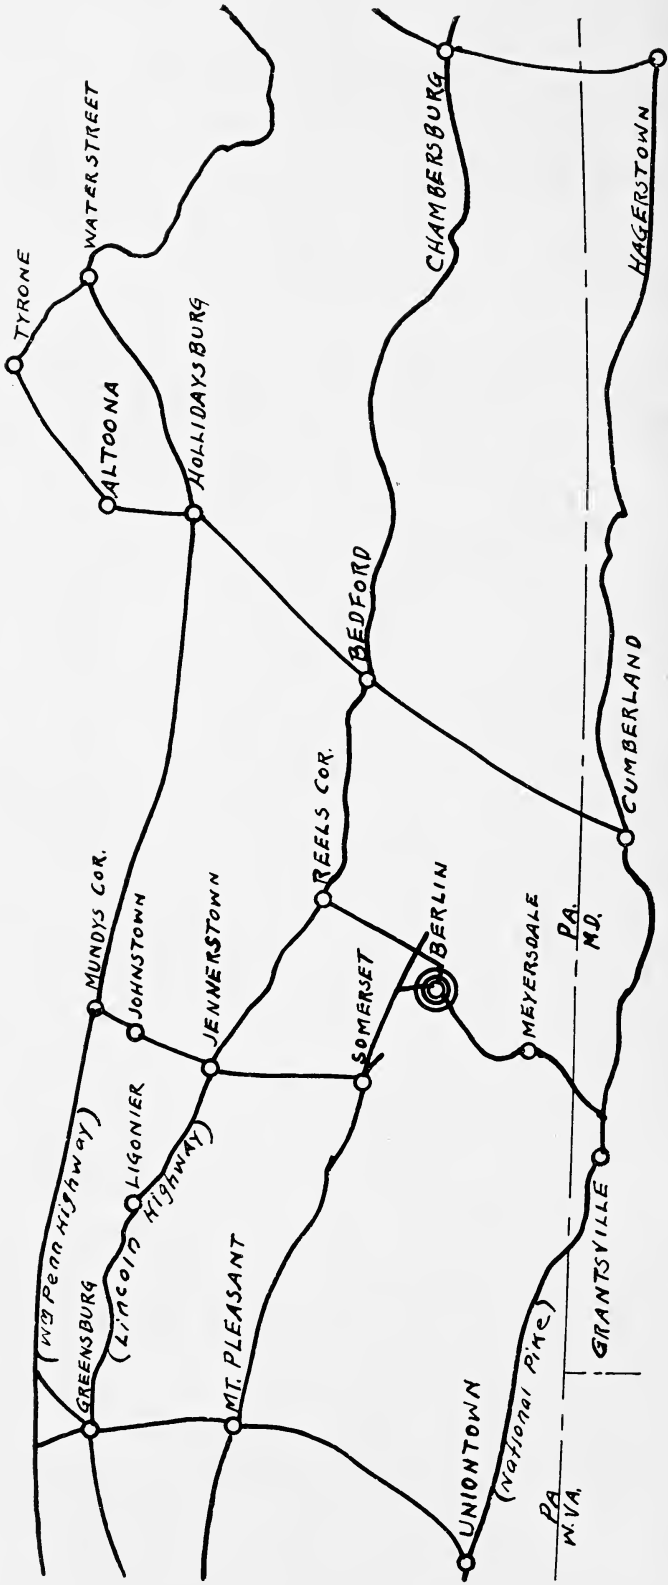 TYRONE
WATERSTREET
ALTOONA
HOLLIDAYSBURG
MUNDYS COR.
JOHNSTOWN
JENNERSTOWN
(WM Penn Highway)
GREENSBURG
LIGONIER
(Lincoln Highway)
MT. PLEASANT
SOMERSET
REELS COR.
BERLIN
BEDFORD
CHAMBERSBURG
MEYERSDALE
UNIONTOWN
(National Pike)
GRANTSVILLE
CUMBERLAND
HAGERSTOWN
PA.
M.D.
PA
W.VA.